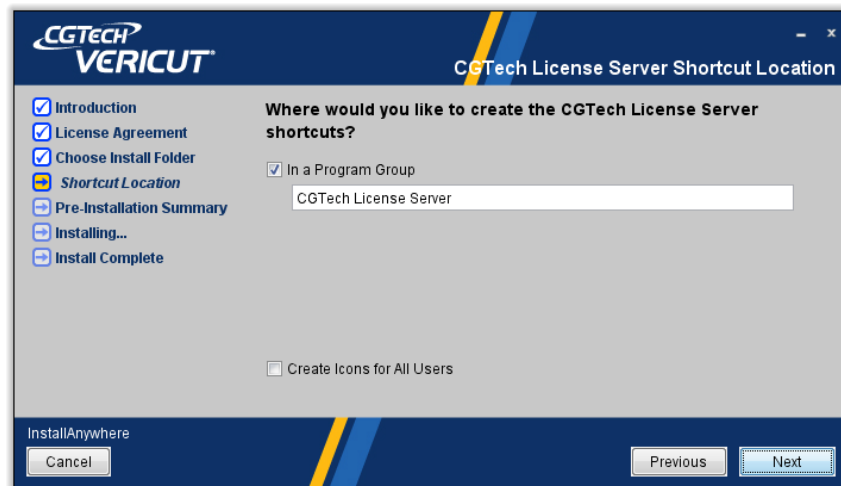 CGTECH
VERICUT®
CGTech License Server Shortcut Location
Introduction
License Agreement
Choose Install Folder
Shortcut Location
Pre-Installation Summary
Installing...
Install Complete
Where would you like to create the CGTech License Server
shortcuts?
In a Program Group
CGTech License Server
Create Icons for All Users
InstallAnywhere
Cancel
Previous
Next